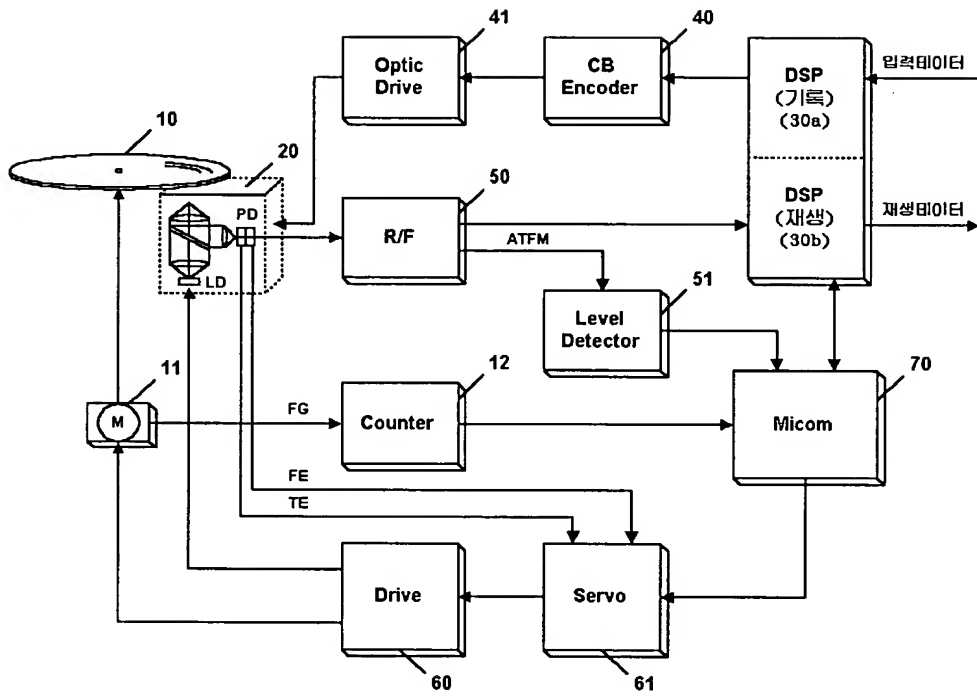 41
40
Optic
Drive
CB
Encoder
DSP
(기록)
(30a)
입력데이터
10
20
50
PD
LD
R/F
ATFM
DSP
(재생)
(30b)
재생데이터
51
Level
Detector
11
12
70
M
FG
Counter
Micom
FE
TE
Drive
Servo
60
61